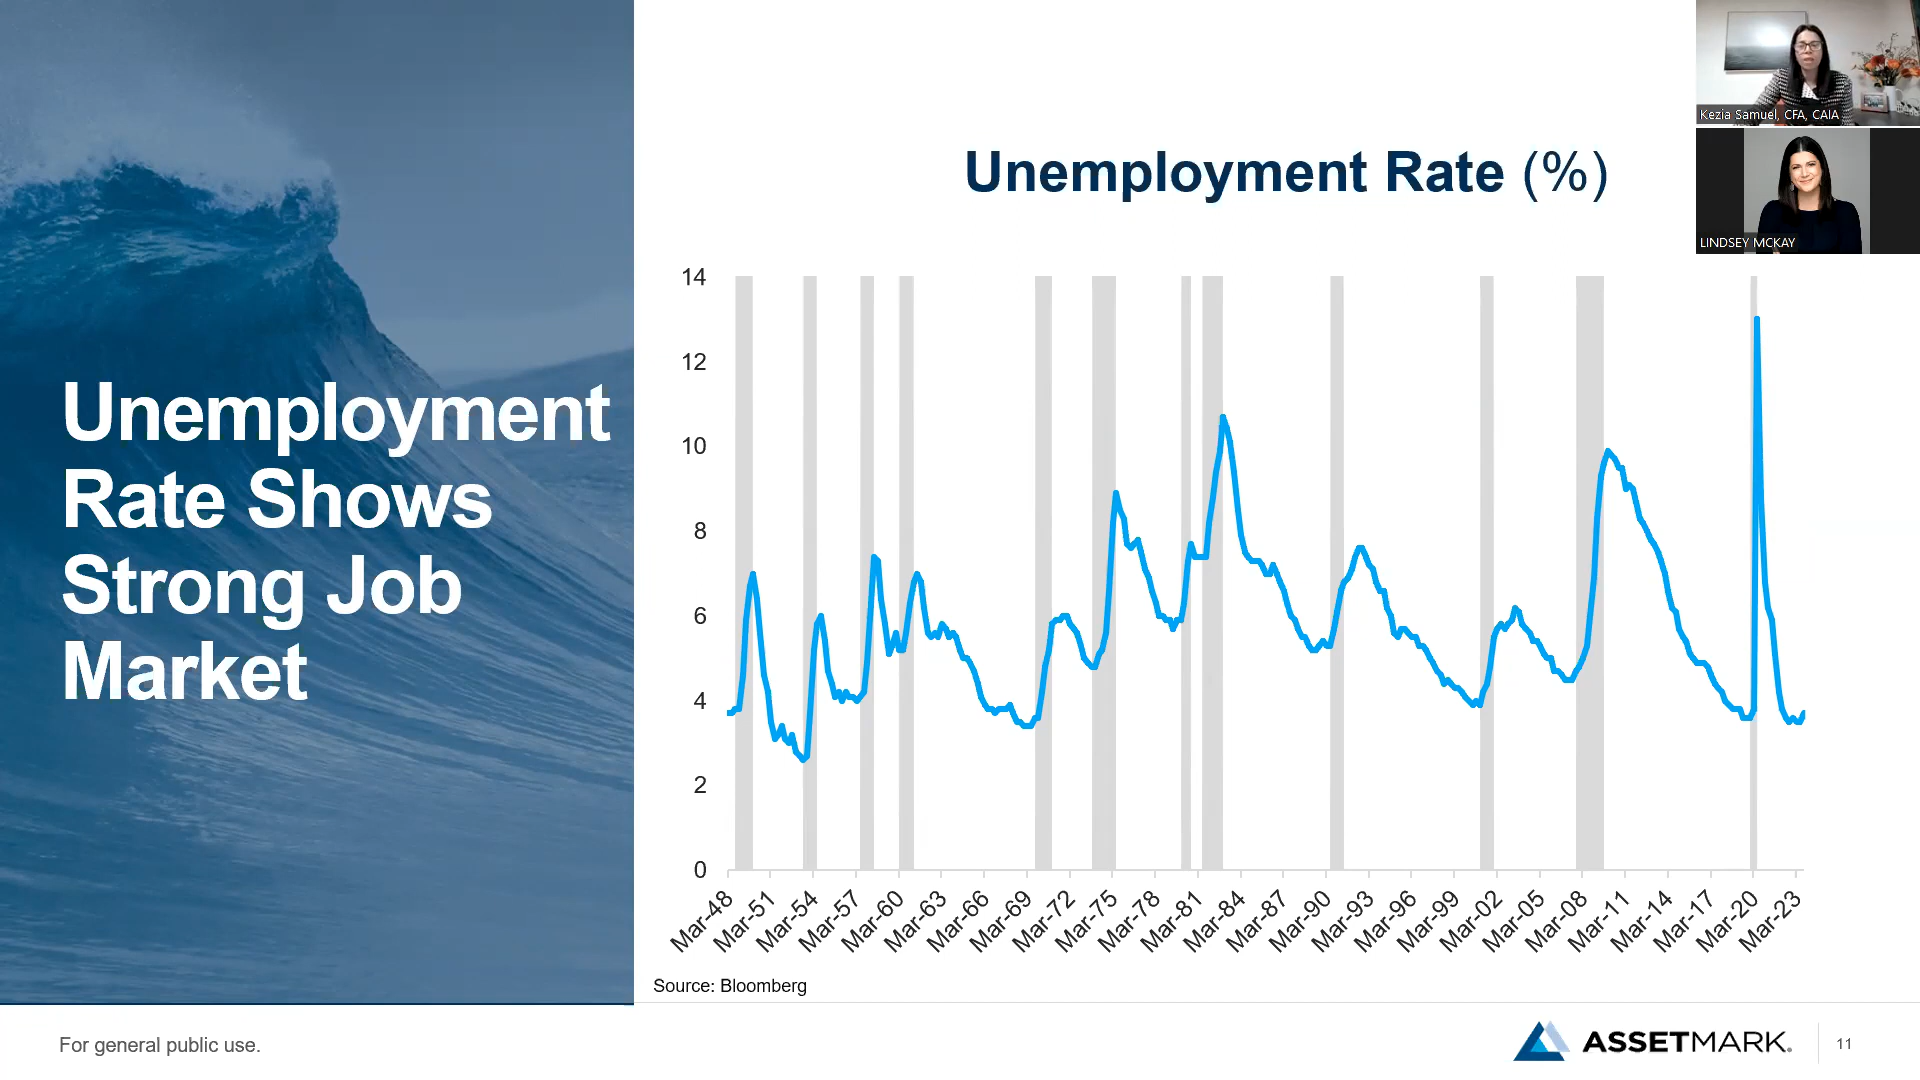 Unemployment
Rate Shows
Strong Job
Market
Unemployment Rate (%)
14
12
10
8
6
4
2
0
Mar-48
Mar-51
Mar-54
Mar-57
Mar-60
Mar-63
Mar-66
Mar-69
Mar-72
Mar-75
Mar-78
Mar-81
Mar-84
Mar-87
Mar-90
Mar-93
Mar-96
Mar-99
Mar-02
Mar-05
Mar-08
Mar-11
Mar-14
Mar-17
Mar-20
Mar-23
Source: Bloomberg
Kezia Samuel, CFA, CAIA
LINDSEY MCKAY
For general public use.
ASSETMARK.
11